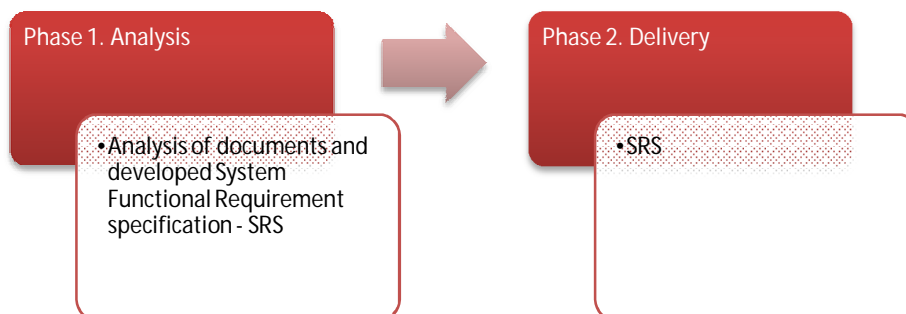 Phase 1. Analysis
•Analysis of documents and
developed System
Functional Requirement
specification - SRS
Phase 2. Delivery
•SRS